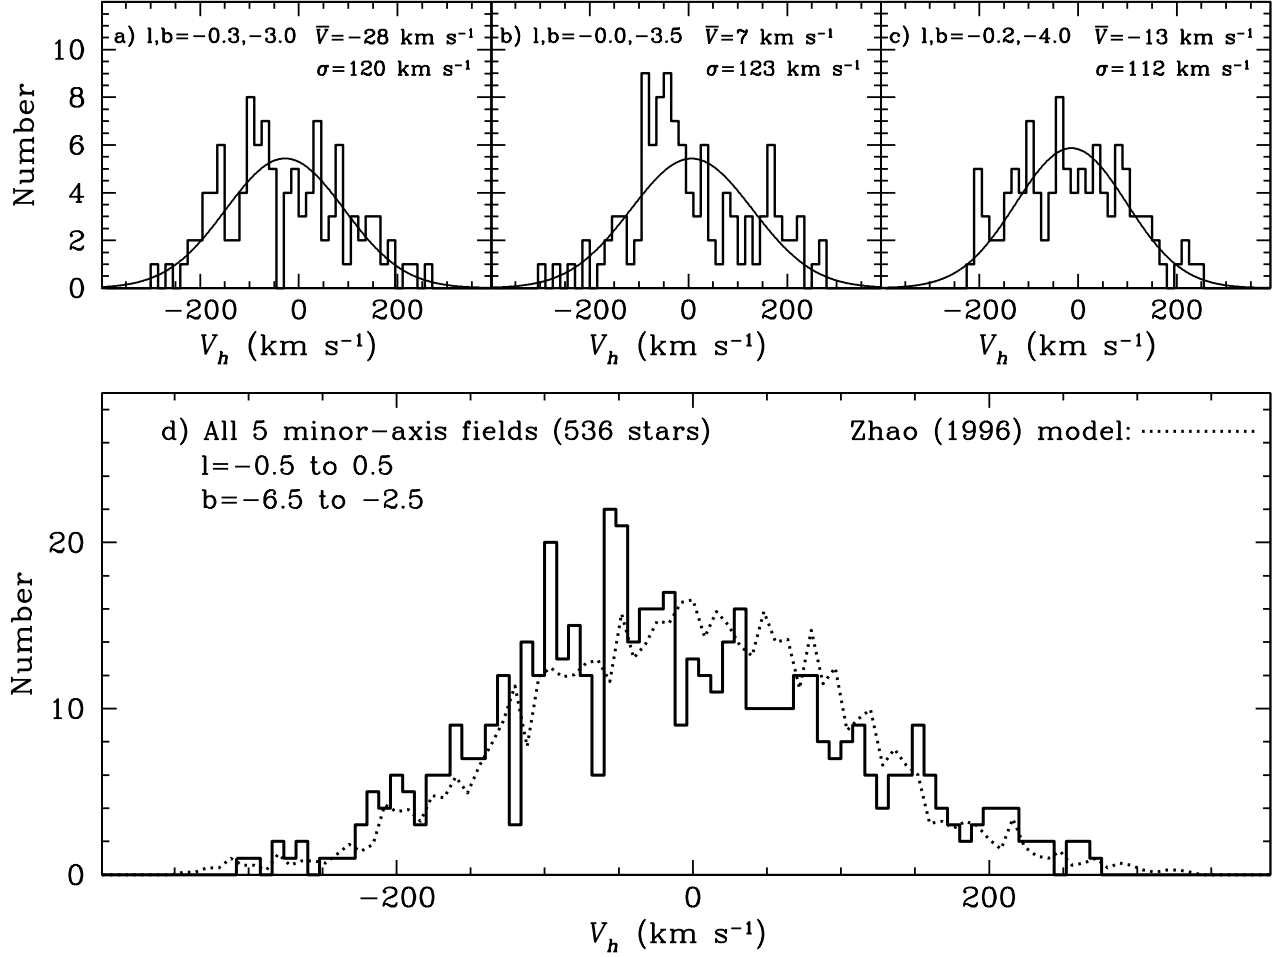 a) l,b=−0.3,−3.0 V̅=−28 km s⁻¹
σ=120 km s⁻¹
b) l,b=−0.0,−3.5 V̅=7 km s⁻¹
σ=123 km s⁻¹
c) l,b=−0.2,−4.0 V̅=−13 km s⁻¹
σ=112 km s⁻¹
Number
10
8
6
4
2
0
−200 0 200
−200 0 200
−200 0 200
V_h (km s⁻¹)
V_h (km s⁻¹)
V_h (km s⁻¹)
d) All 5 minor−axis fields (536 stars)
l=−0.5 to 0.5
b=−6.5 to −2.5
Zhao (1996) model:
Number
20
10
0
−200 0 200
V_h (km s⁻¹)